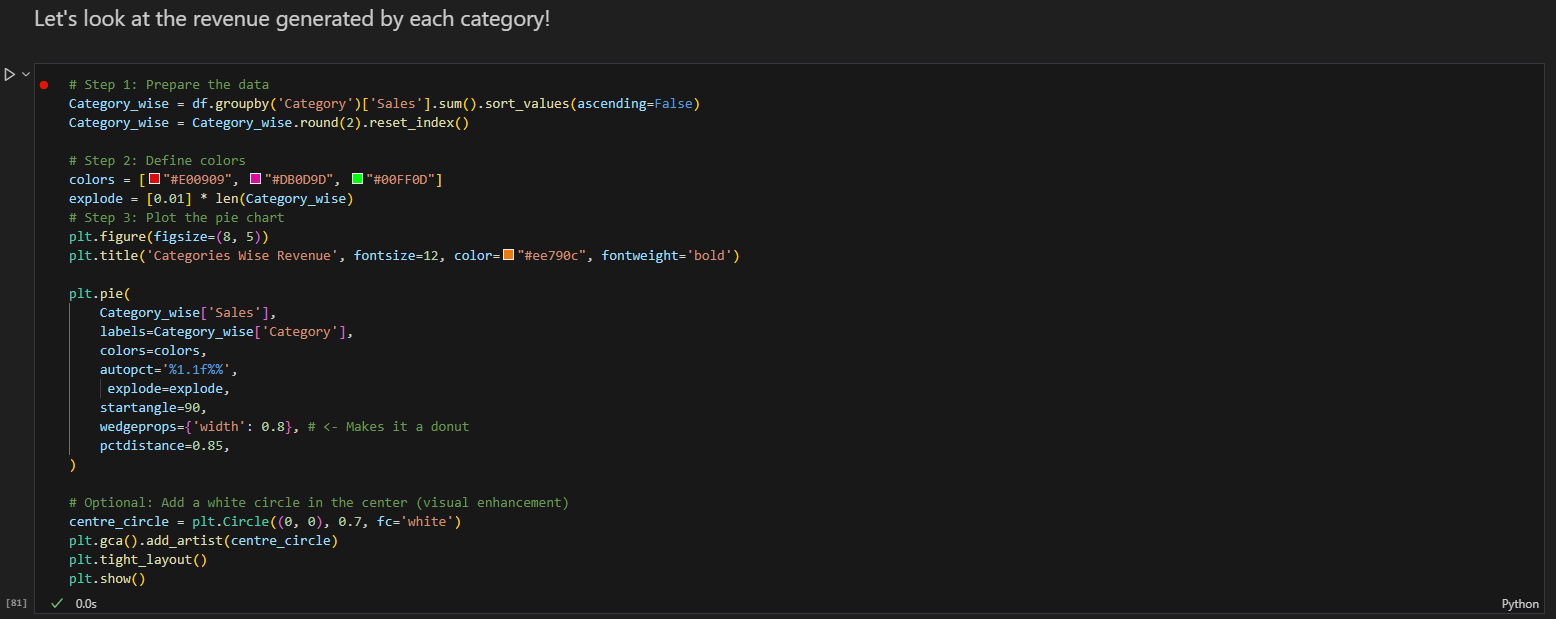 Let's look at the revenue generated by each category!
# Step 1: Prepare the data
Category_wise = df.groupby('Category')['Sales'].sum().sort_values(ascending=False)
Category_wise = Category_wise.round(2).reset_index()
# Step 2: Define colors
colors = ["#E00909", "#DB0D9D", "#00FF0D"]
explode = [0.01] * len(Category_wise)
# Step 3: Plot the pie chart
plt.figure(figsize=(8, 5))
plt.title('Categories Wise Revenue', fontsize=12, color="#ee790c", fontweight='bold')
plt.pie(
    Category_wise['Sales'],
    labels=Category_wise['Category'],
    colors=colors,
    autopct='%1.1f%%',
     explode=explode,
    startangle=90,
    wedgeprops={'width': 0.8}, # <- Makes it a donut
    pctdistance=0.85,
)
# Optional: Add a white circle in the center (visual enhancement)
centre_circle = plt.Circle((0, 0), 0.7, fc='white')
plt.gca().add_artist(centre_circle)
plt.tight_layout()
plt.show()
[81] 0.0s Python